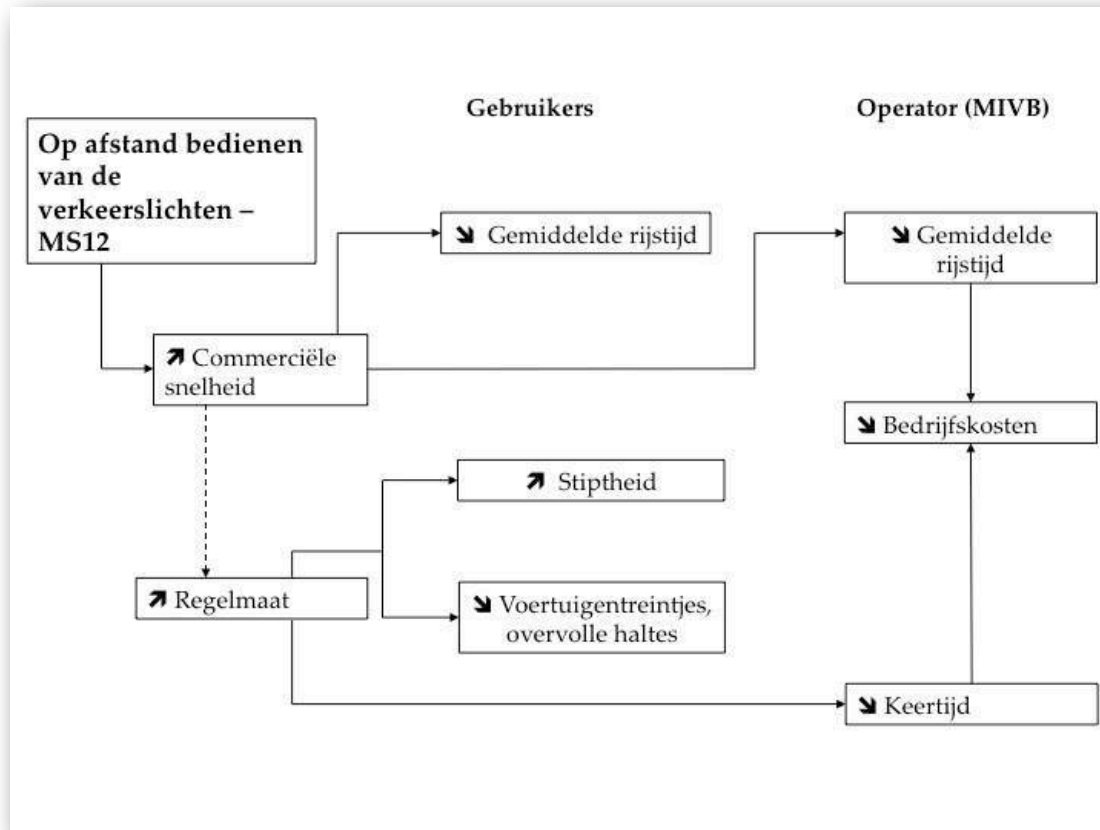 Gebruikers
Operator (MIVB)
Op afstand bedienen
van de
verkeerslichten –
MS12
↘ Gemiddelde rijstijd
↘ Gemiddelde
rijstijd
↗ Commerciële
snelheid
↘ Bedrijfskosten
↗ Stiptheid
↗ Regelmaat
↘ Voertuigentreintjes,
overvolle haltes
↘ Keertijd